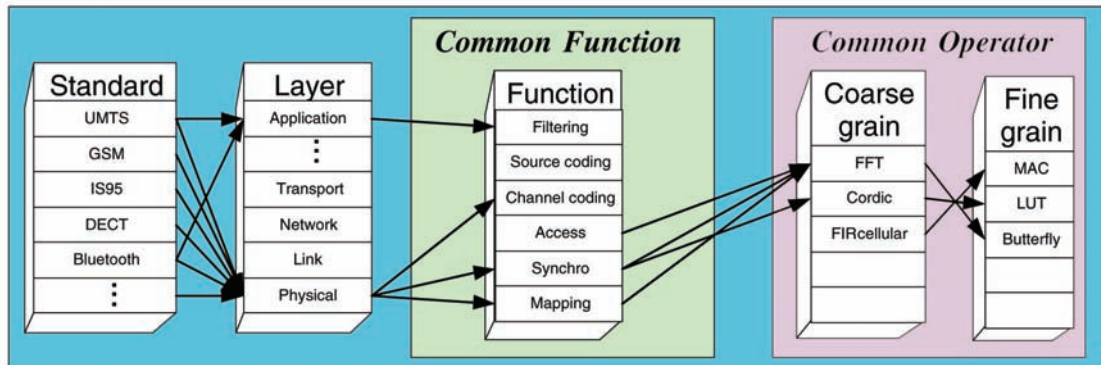 Common Function
Common Operator
Standard
UMTS
GSM
IS95
DECT
Bluetooth
Layer
Application
Transport
Network
Link
Physical
Function
Filtering
Source coding
Channel coding
Access
Synchro
Mapping
Coarse
grain
FFT
Cordic
FIRcellular
Fine
grain
MAC
LUT
Butterfly